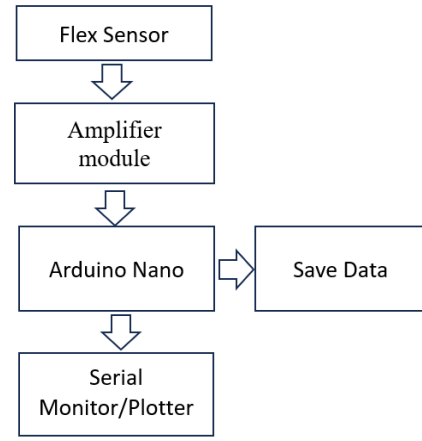 Flex Sensor
Amplifier
module
Arduino Nano
Save Data
Serial
Monitor/Plotter